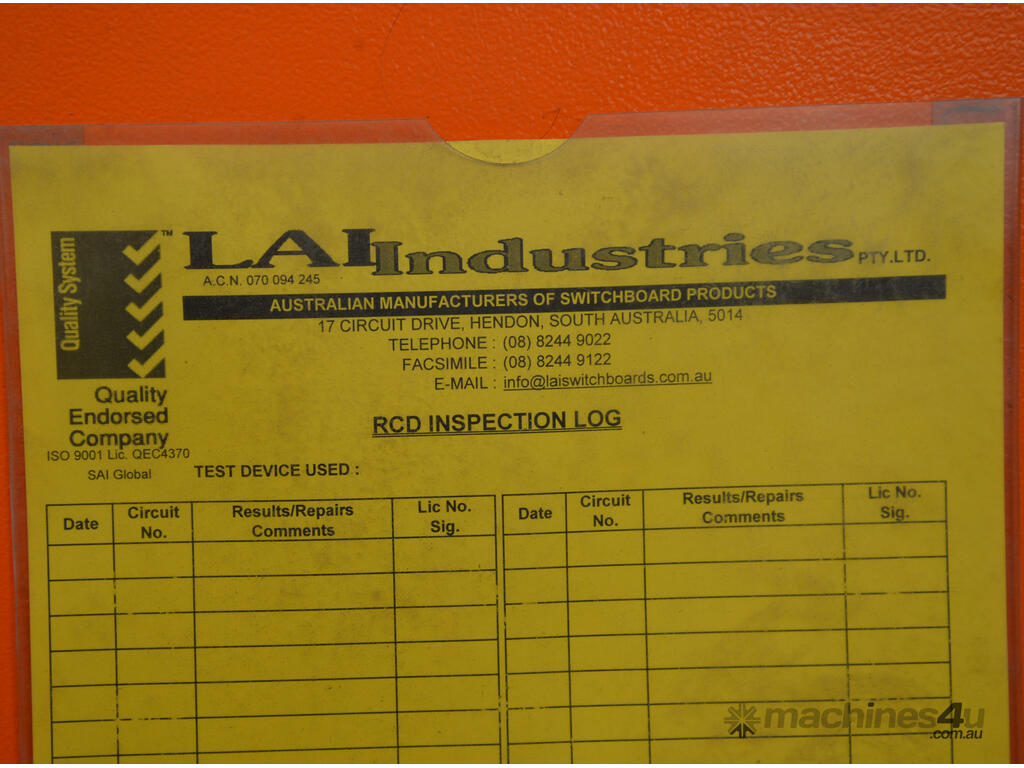 Quality System
TM
LAI Industries PTY.LTD.
A.C.N. 070 094 245
AUSTRALIAN MANUFACTURERS OF SWITCHBOARD PRODUCTS
17 CIRCUIT DRIVE, HENDON, SOUTH AUSTRALIA, 5014
TELEPHONE : (08) 8244 9022
FACSIMILE : (08) 8244 9122
E-MAIL : info@laiswitchboards.com.au
Quality
Endorsed
Company
ISO 9001 Lic. QEC4370
SAI Global
RCD INSPECTION LOG
TEST DEVICE USED :
Date Circuit No. Results/Repairs Comments Lic No. Sig. Date Circuit No. Results/Repairs Comments Lic No. Sig.
machines4u
.com.au